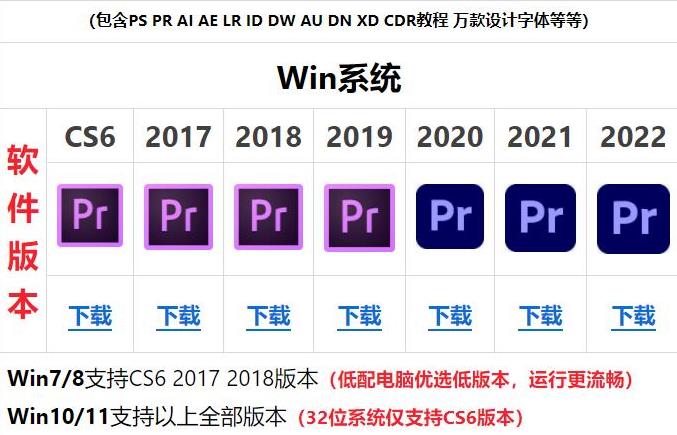 (包含PS PR AI AE LR ID DW AU DN XD CDR教程 万款设计字体等等)
Win系统
软件版本
CS6 2017 2018 2019 2020 2021 2022
Pr Pr Pr Pr Pr Pr Pr
下载 下载 下载 下载 下载 下载 下载
Win7/8支持CS6 2017 2018版本（低配电脑优选低版本，运行更流畅）
Win10/11支持以上全部版本（32位系统仅支持CS6版本）